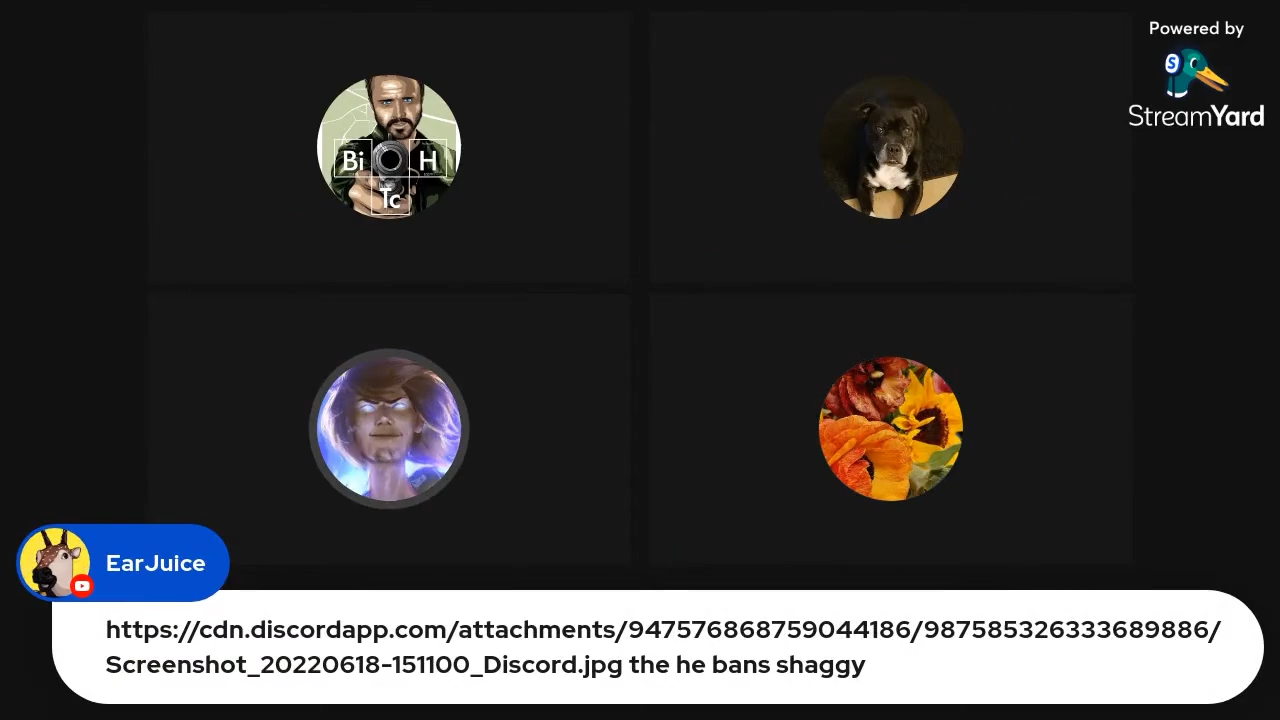 Powered by
S
StreamYard
Bi
H
Tc
EarJuice
https://cdn.discordapp.com/attachments/947576868759044186/987585326333689886/
Screenshot_20220618-151100_Discord.jpg the he bans shaggy